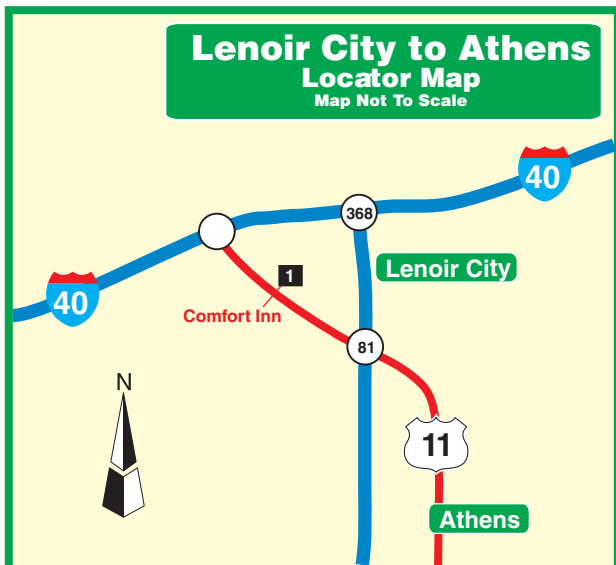 Lenoir City to Athens
Locator Map
Map Not To Scale
40
368
Lenoir City
1
40
Comfort Inn
81
N
11
Athens